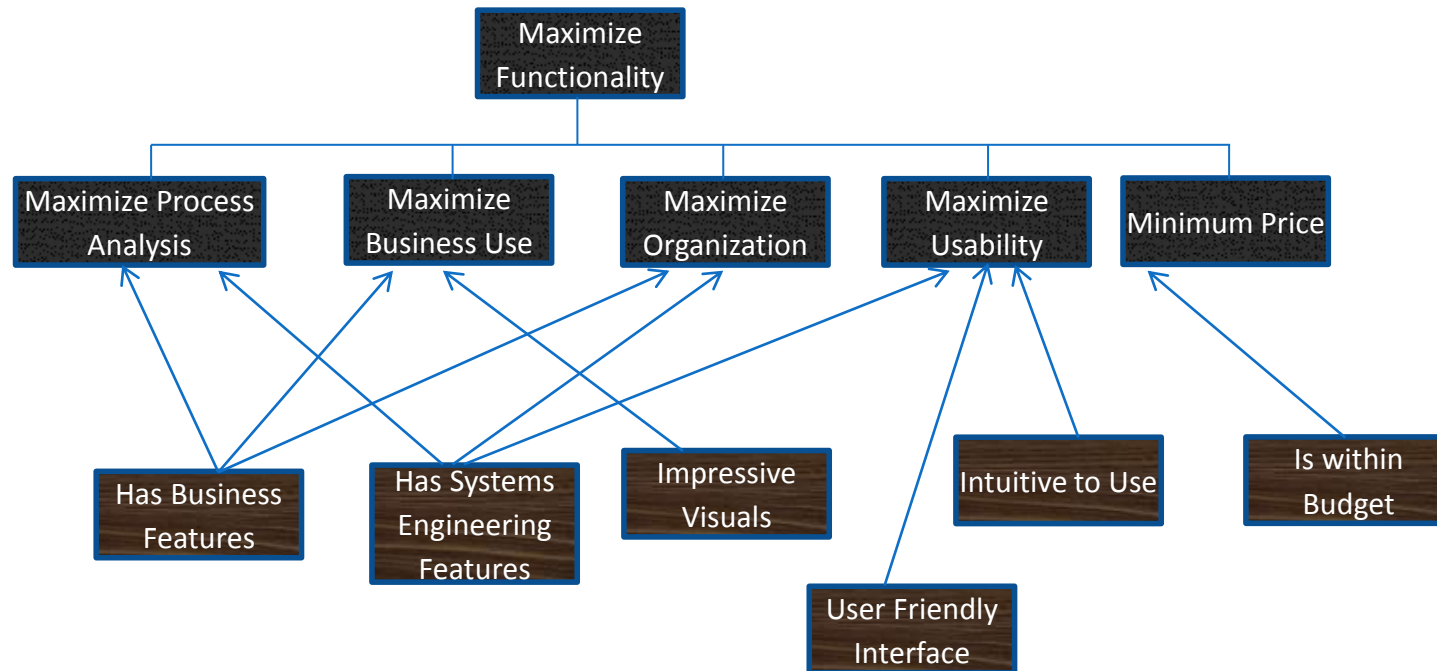 Maximize
Functionality
Maximize Process
Analysis
Maximize
Business Use
Maximize
Organization
Maximize
Usability
Minimum Price
Has Business
Features
Has Systems
Engineering
Features
Impressive
Visuals
Intuitive to Use
Is within
Budget
User Friendly
Interface